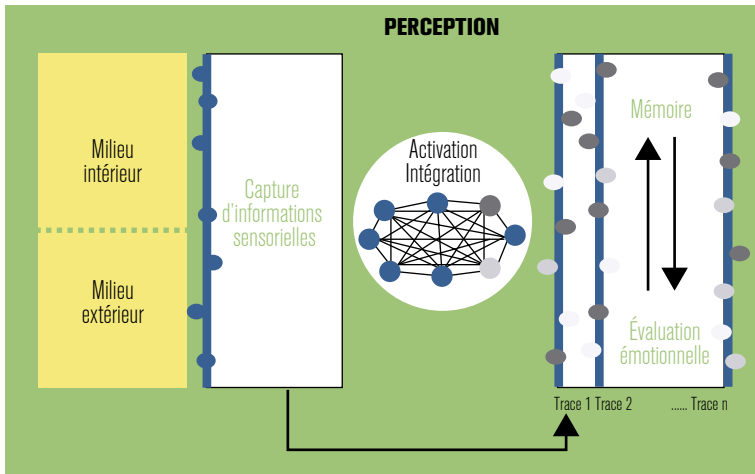 PERCEPTION
Milieu
intérieur
Milieu
extérieur
Capture
d'informations
sensorielles
Activation
Intégration
Mémoire
Évaluation
émotionnelle
Trace 1 Trace 2 ...... Trace n